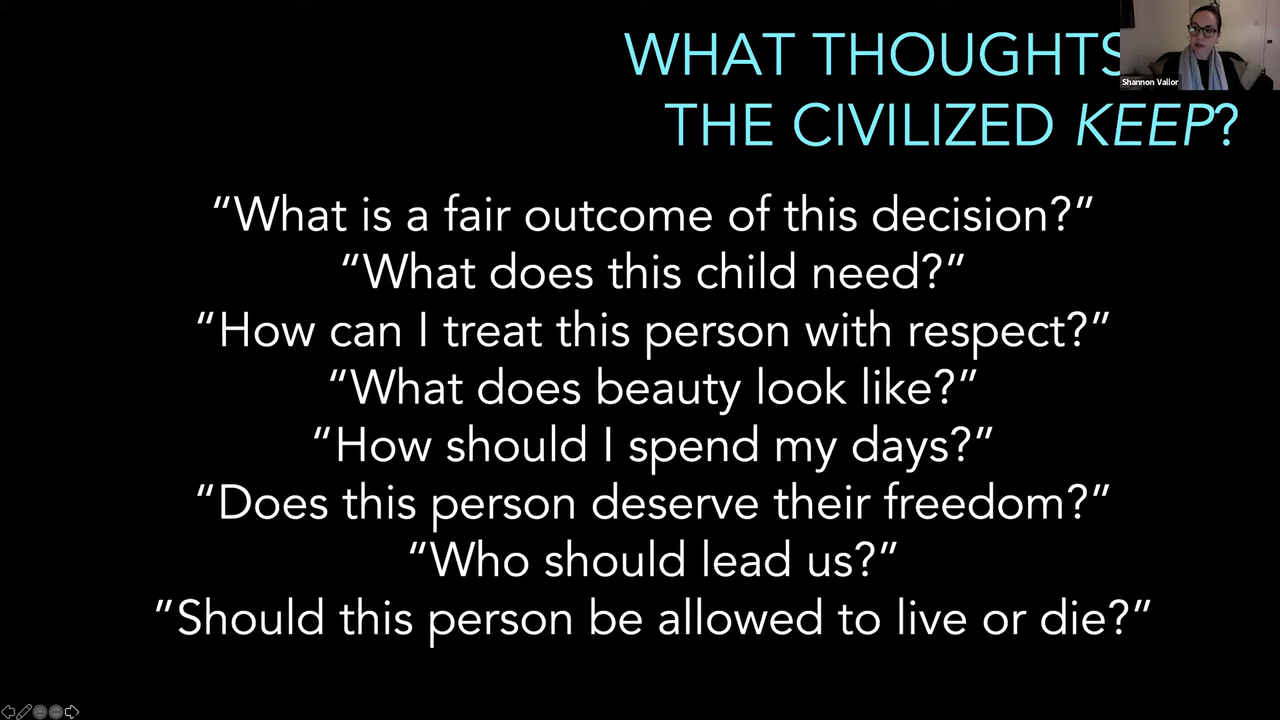 WHAT THOUGHTS
THE CIVILIZED KEEP?
Shannon Vallor
“What is a fair outcome of this decision?”
“What does this child need?”
“How can I treat this person with respect?”
“What does beauty look like?”
“How should I spend my days?”
“Does this person deserve their freedom?”
“Who should lead us?”
”Should this person be allowed to live or die?”